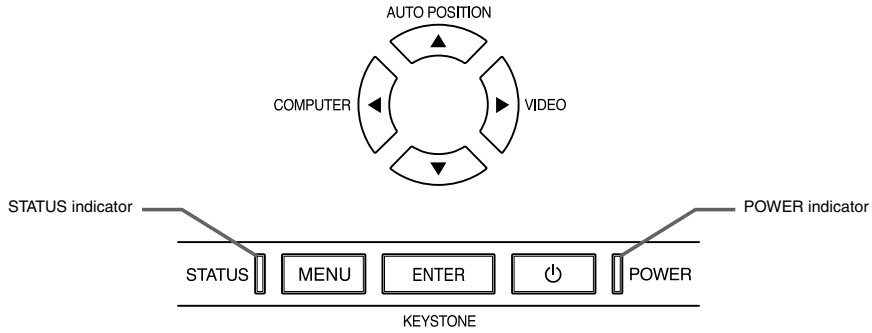 AUTO POSITION
COMPUTER VIDEO
STATUS indicator POWER indicator
STATUS MENU ENTER POWER
KEYSTONE